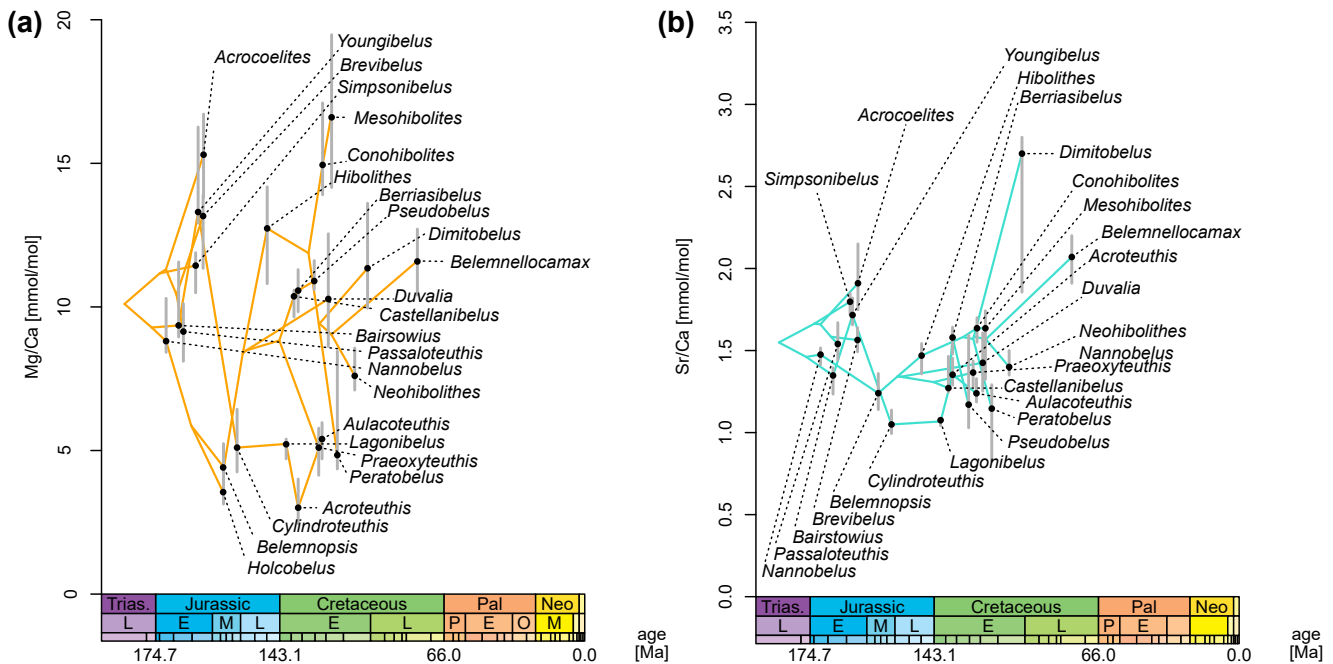 (a)
Mg/Ca [mmol/mol]
20
15
10
5
0
Acrocoelites
Youngibelus
Brevibelus
Simpsonibelus
Mesohibolites
Conohibolites
Hibolithes
Berriasibelus
Pseudobelus
Dimitobelus
Belemnellocamax
Duvalia
Castellanibelus
Bairsowius
Passaloteuthis
Nannobelus
Neohibolithes
Aulacoteuthis
Lagonibelus
Praeoxyteuthis
Peratobelus
Acroteuthis
Cylindroteuthis
Belemnopsis
Holcobelus
Trias. Jurassic Cretaceous Pal Neo
L E M L E L P E O M
174.7 143.1 66.0 0.0
age
[Ma]
(b)
Sr/Ca [mmol/mol]
3.5
3.0
2.5
2.0
1.5
1.0
0.5
0.0
Youngibelus
Hibolithes
Berriasibelus
Acrocoelites
Dimitobelus
Simpsonibelus
Conohibolites
Mesohibolites
Belemnellocamax
Acroteuthis
Duvalia
Neohibolithes
Nannobelus
Praeoxyteuthis
Castellanibelus
Aulacoteuthis
Peratobelus
Pseudobelus
Lagonibelus
Cylindroteuthis
Belemnopsis
Brevibelus
Bairstowius
Passaloteuthis
Nannobelus
Trias. Jurassic Cretaceous Pal Neo
L E M L E L P E
174.7 143.1 66.0 0.0
age
[Ma]